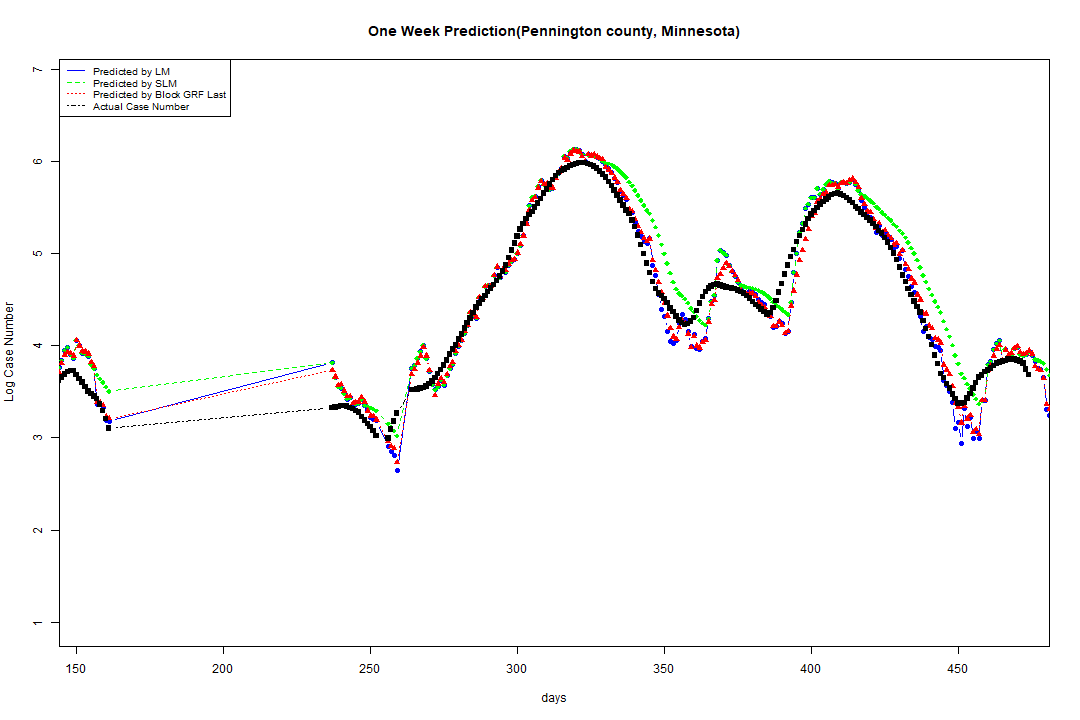 One Week Prediction(Pennington county, Minnesota)
Predicted by LM
Predicted by SLM
Predicted by Block GRF Last
Actual Case Number
7
6
5
4
3
2
1
Log Case Number
150 200 250 300 350 400 450
days